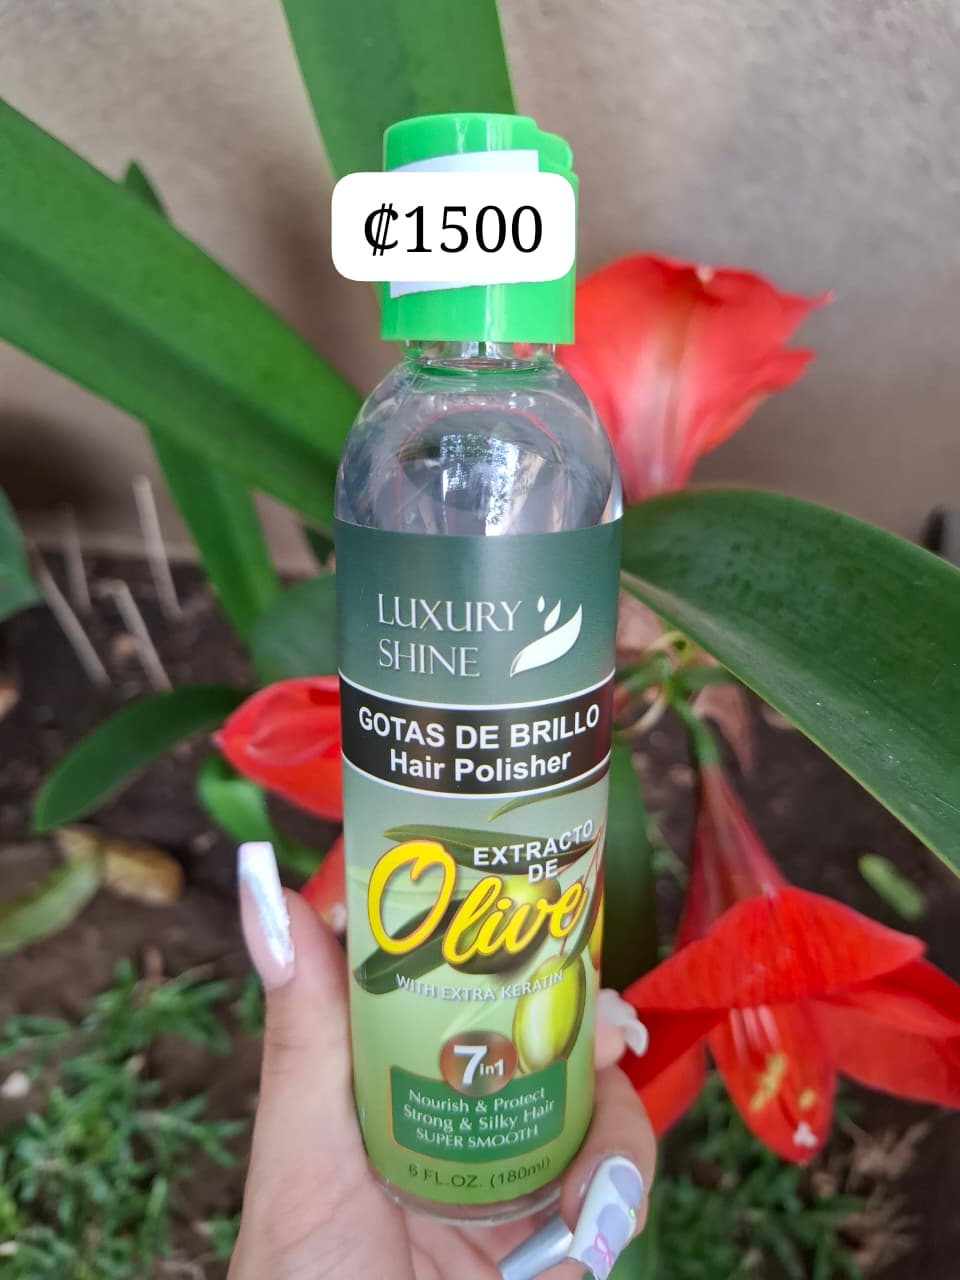 ₡1500
LUXURY
SHINE
GOTAS DE BRILLO
Hair Polisher
EXTRACTO
DE
Olive
WITH EXTRA KERATIN
7in1
Nourish & Protect
Strong & Silky Hair
SUPER SMOOTH
6 FL.OZ. (180ml)